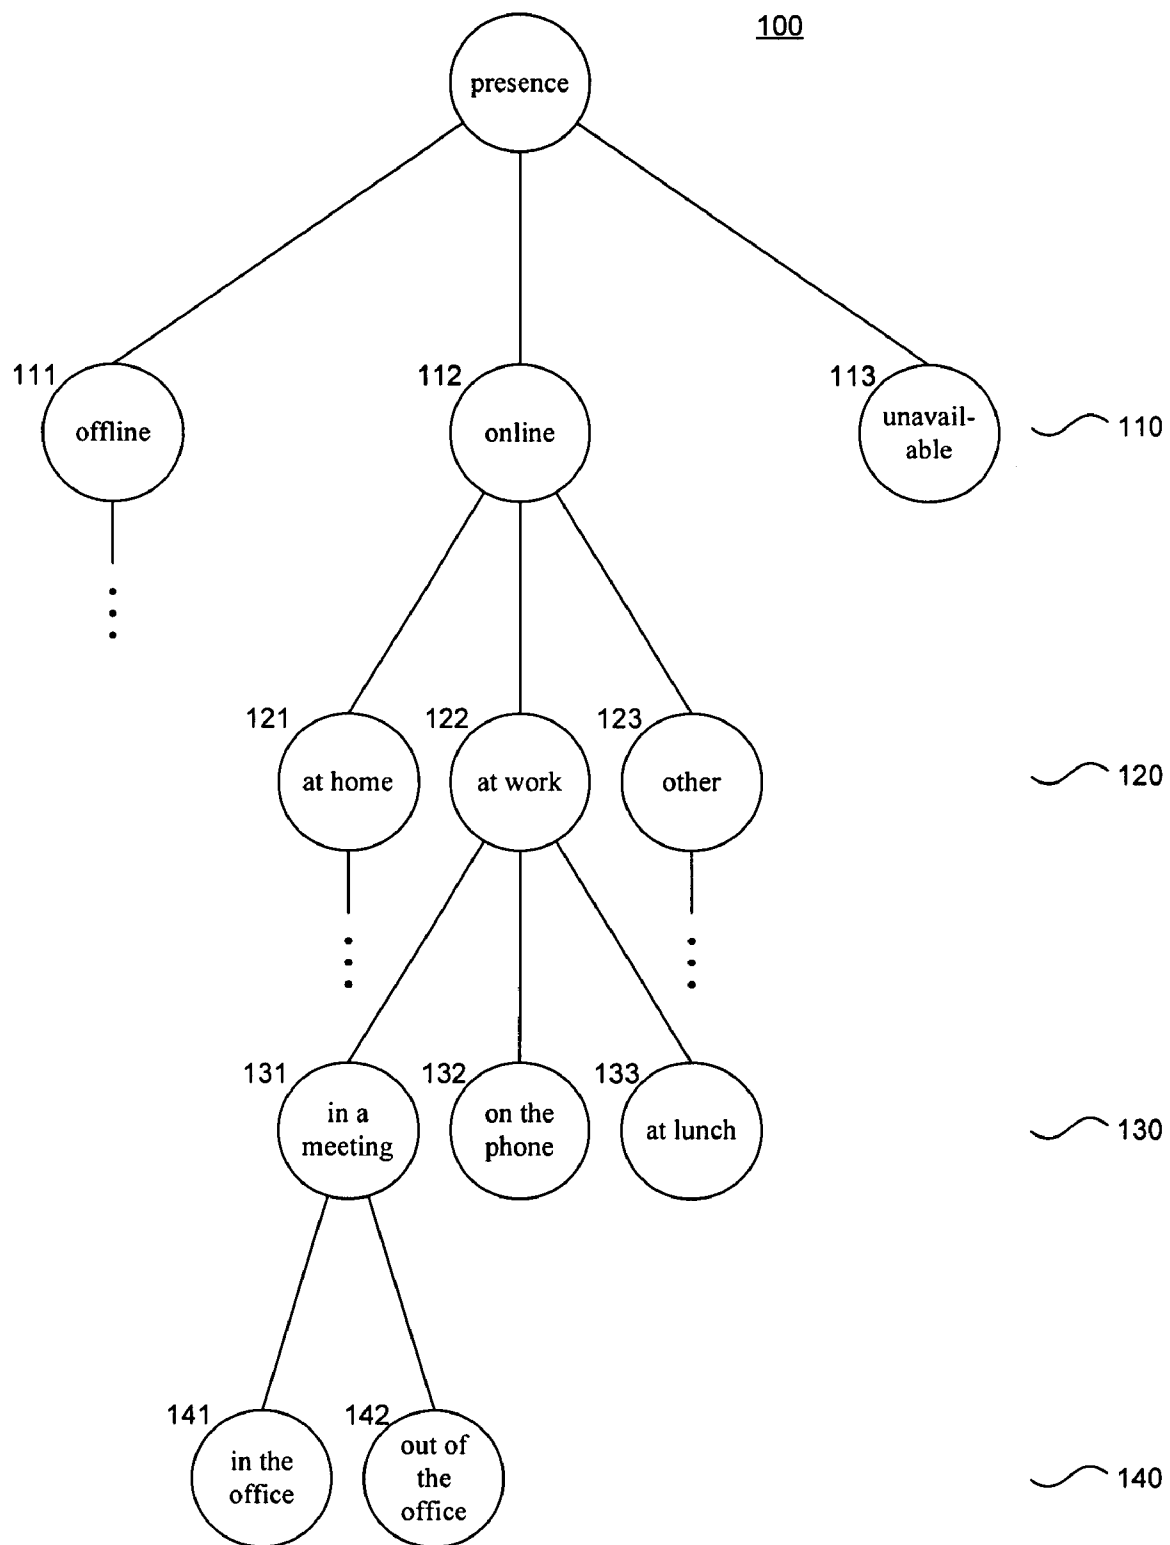 100
presence
111
offline
112
online
113
unavail-
able
110
121
at home
122
at work
123
other
120
131
in a
meeting
132
on the
phone
133
at lunch
130
141
in the
office
142
out of
the
office
140